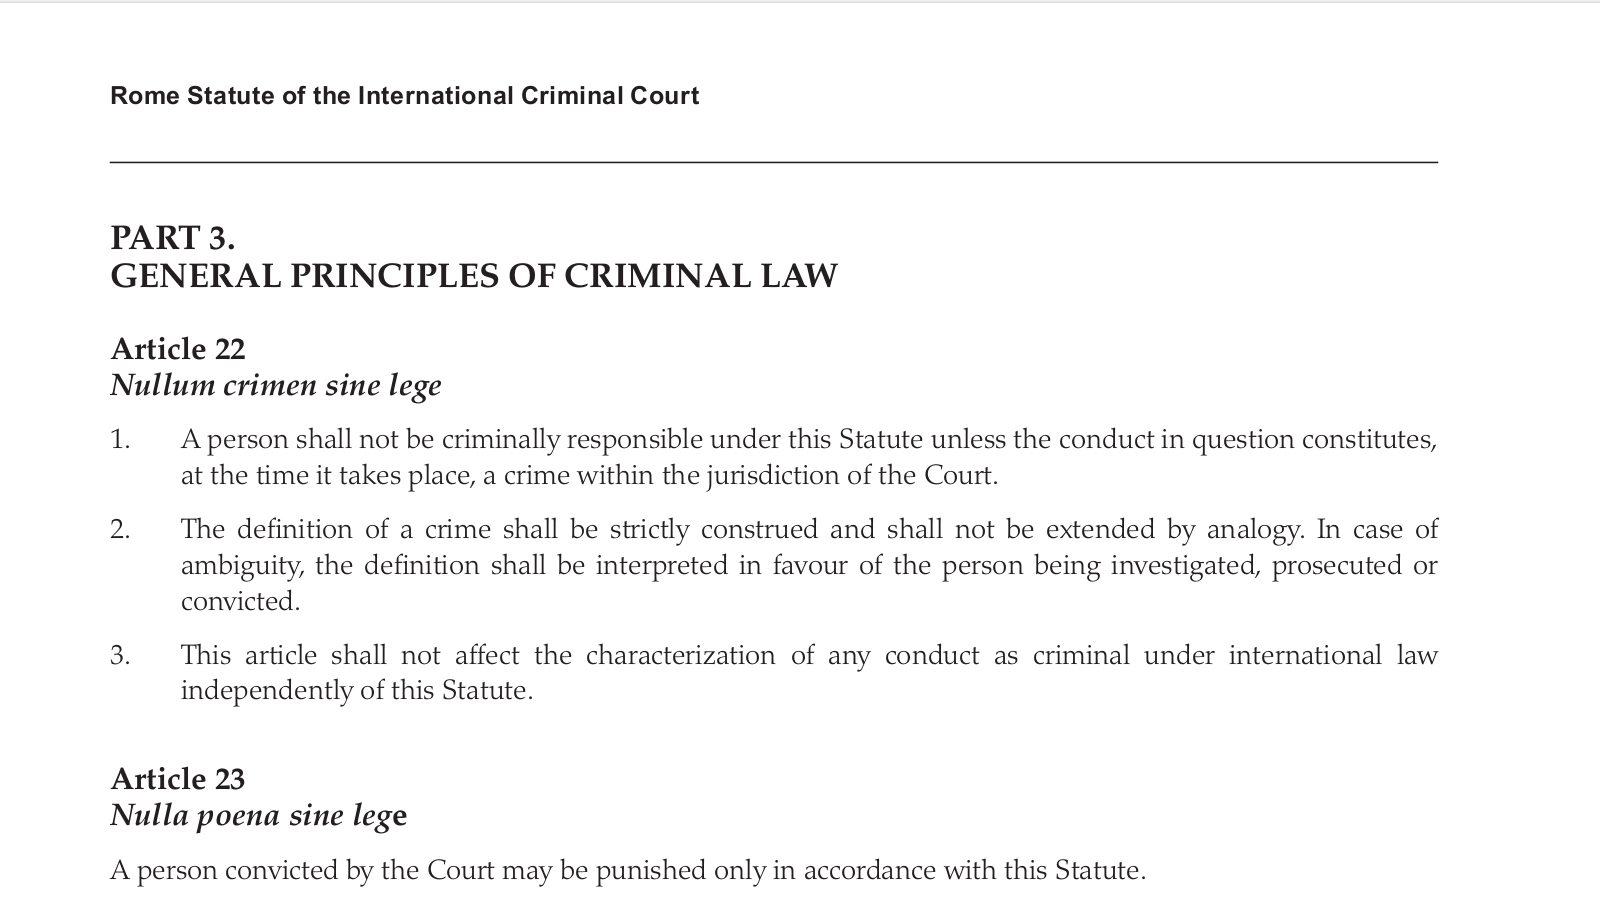 Rome Statute of the International Criminal Court
PART 3.
GENERAL PRINCIPLES OF CRIMINAL LAW
Article 22
Nullum crimen sine lege
1. A person shall not be criminally responsible under this Statute unless the conduct in question constitutes,
at the time it takes place, a crime within the jurisdiction of the Court.
2. The definition of a crime shall be strictly construed and shall not be extended by analogy. In case of
ambiguity, the definition shall be interpreted in favour of the person being investigated, prosecuted or
convicted.
3. This article shall not affect the characterization of any conduct as criminal under international law
independently of this Statute.
Article 23
Nulla poena sine lege
A person convicted by the Court may be punished only in accordance with this Statute.